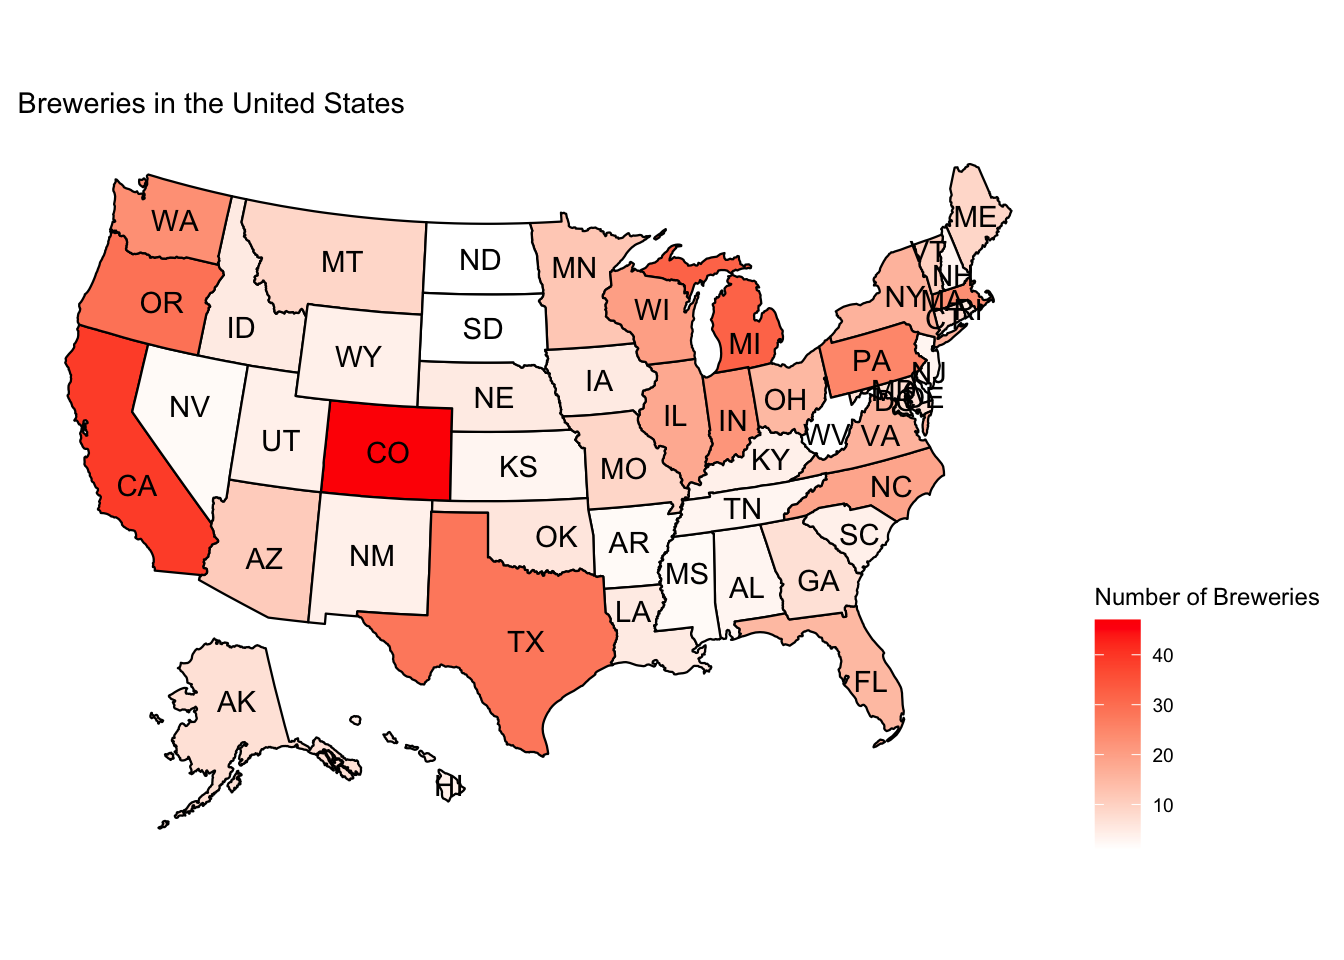 Breweries in the United States
ME
WA
VT
MT
ND
MN
NH
OR
NY
MA
WI
RI
ID
SD
CT
MI
WY
PA
NJ
IA
NE
MD
DE
NV
OH
DC
IL
IN
UT
WV
VA
CO
KY
KS
MO
CA
NC
TN
OK
SC
AR
AZ
NM
MS
GA
AL
LA
TX
FL
AK
HI
Number of Breweries
40
30
20
10